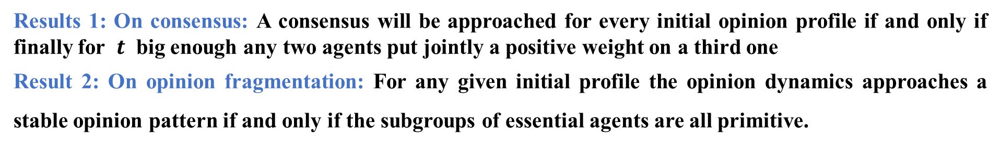 Results 1: On consensus: A consensus will be approached for every initial opinion profile if and only if
finally for t big enough any two agents put jointly a positive weight on a third one
Result 2: On opinion fragmentation: For any given initial profile the opinion dynamics approaches a
stable opinion pattern if and only if the subgroups of essential agents are all primitive.